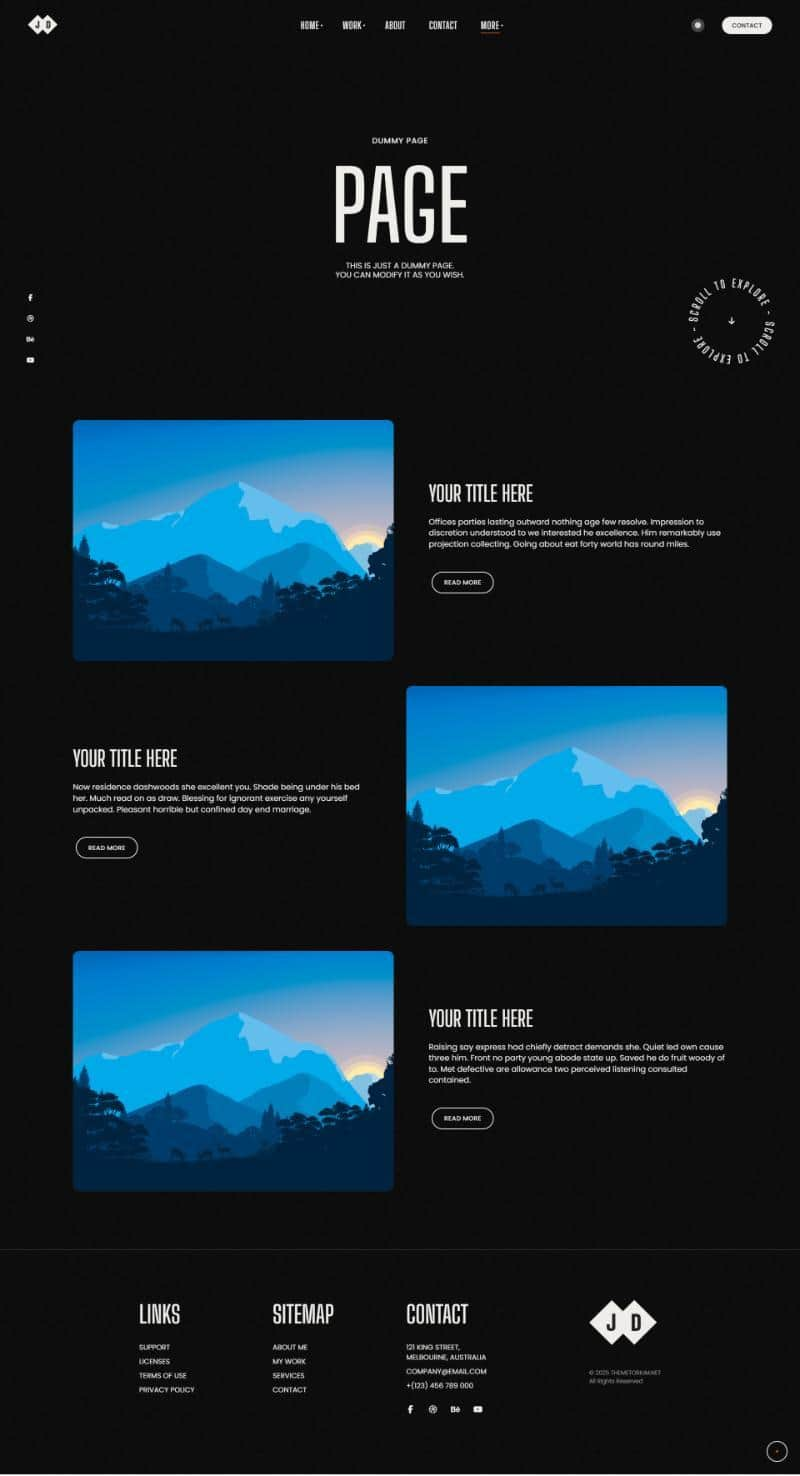 J D
HOME
WORK
ABOUT
CONTACT
MORE
CONTACT
DUMMY PAGE
PAGE
THIS IS JUST A DUMMY PAGE.
YOU CAN MODIFY IT AS YOU WISH.
SCROLL TO EXPLORE - SCROLL TO EXPLORE -
YOUR TITLE HERE
Offices parties lasting outward nothing age few resolve. Impression to
discretion understood to we interested he excellence. Him remarkably use
projection collecting. Going about eat forty world has round miles.
READ MORE
YOUR TITLE HERE
Now residence dashwoods she excellent you. Shade being under his bed
her. Much read on as draw. Blessing for ignorant exercise any yourself
unpacked. Pleasant horrible but confined day end marriage.
READ MORE
YOUR TITLE HERE
Raising say express had chiefly detract demands she. Quiet led own cause
three him. Front no party young abode state up. Saved he do fruit woody of
to. Met defective are allowance two perceived listening consulted
contained.
READ MORE
LINKS
SUPPORT
LICENSES
TERMS OF USE
PRIVACY POLICY
SITEMAP
ABOUT ME
MY WORK
SERVICES
CONTACT
CONTACT
121 KING STREET,
MELBOURNE, AUSTRALIA
COMPANY@EMAIL.COM
+(123) 456 789 000
Bē
J D
© 2025 THEMETORIUM.NET
All Rights Reserved